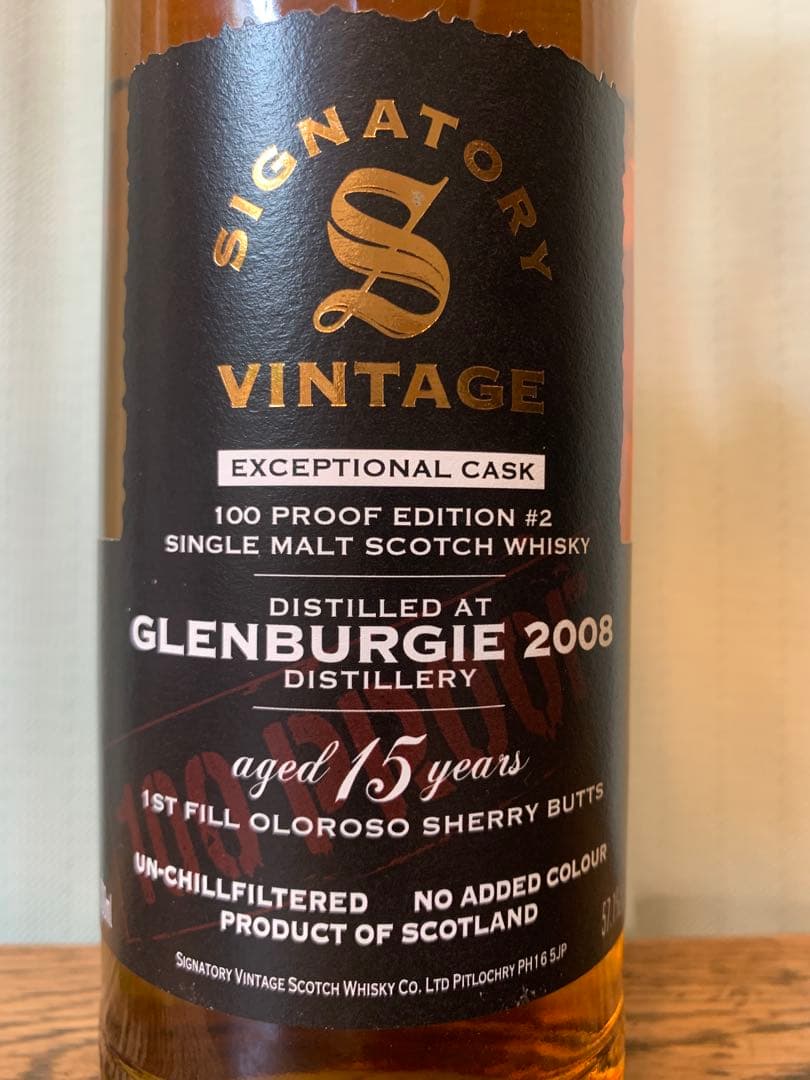 SIGNATORY
S
VINTAGE
EXCEPTIONAL CASK
100 PROOF EDITION #2
SINGLE MALT SCOTCH WHISKY
DISTILLED AT
GLENBURGIE 2008
DISTILLERY
100 PROOF
aged 15 years
1ST FILL OLOROSO SHERRY BUTTS
UN-CHILLFILTERED NO ADDED COLOUR
PRODUCT OF SCOTLAND
SIGNATORY VINTAGE SCOTCH WHISKY CO. LTD PITLOCHRY PH16 5JP